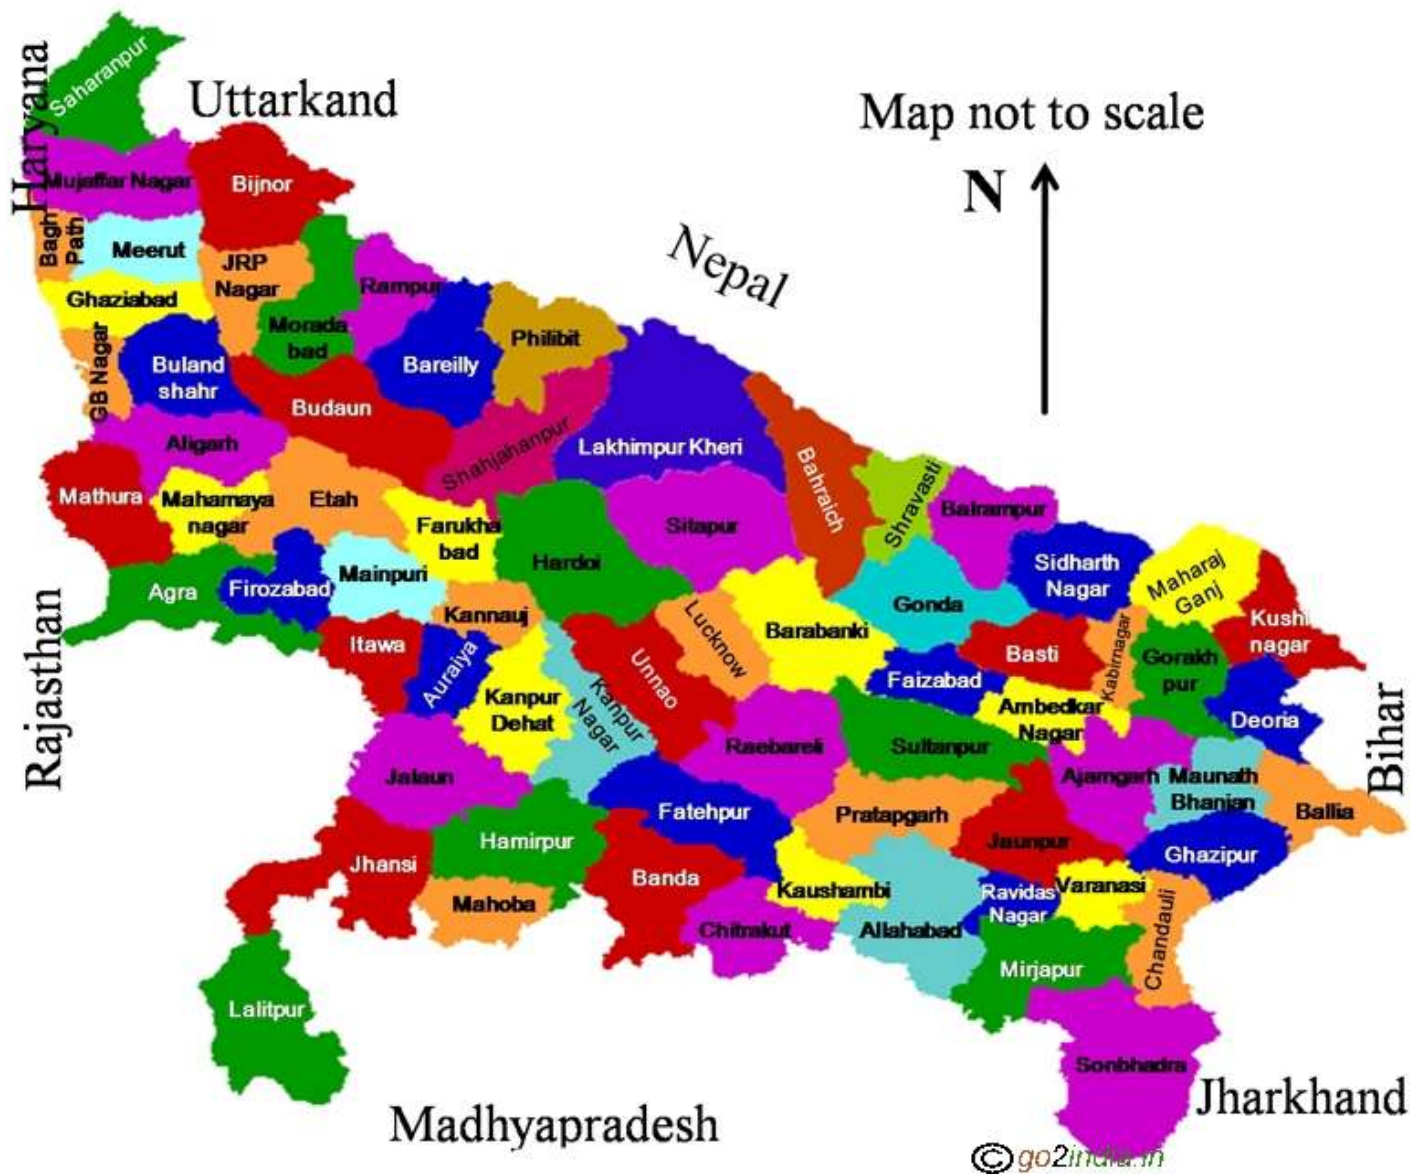 Saharanpur
Haryana
Uttarkand
Map not to scale
Mujaffar Nagar
Bijnor
N
Bagh
Path
Meerut
JRP
Nagar
Nepal
Ghaziabad
Rampur
Morada
bad
Philibit
GB Nagar
Buland
shahr
Bareilly
Budaun
Aligarh
Shahjahanpur
Lakhimpur Kheri
Bahraich
Shravasti
Mathura
Mahamaya
nagar
Etah
Farukha
bad
Sitapur
Balrampur
Hardoi
Sidharth
Nagar
Maharaj
Ganj
Agra
Firozabad
Mainpuri
Kannauj
Lucknow
Barabanki
Gonda
Kushi
nagar
Rajasthan
Itawa
Auraiya
Unnao
Basti
Kabirnagar
Gorakh
pur
Kanpur
Dehat
Kanpur
Nagar
Faizabad
Ambedkar
Nagar
Deoria
Bihar
Jalaun
Raebareli
Sultanpur
Ajamgarh
Maunath
Bhanjan
Fatehpur
Pratapgarh
Ballia
Jhansi
Hamirpur
Jaunpur
Ghazipur
Mahoba
Banda
Kaushambi
Ravidas
Nagar
Varanasi
Chitrakut
Allahabad
Chandauli
Mirjapur
Lalitpur
Sonbhadra
Jharkhand
Madhyapradesh
© go2india.in